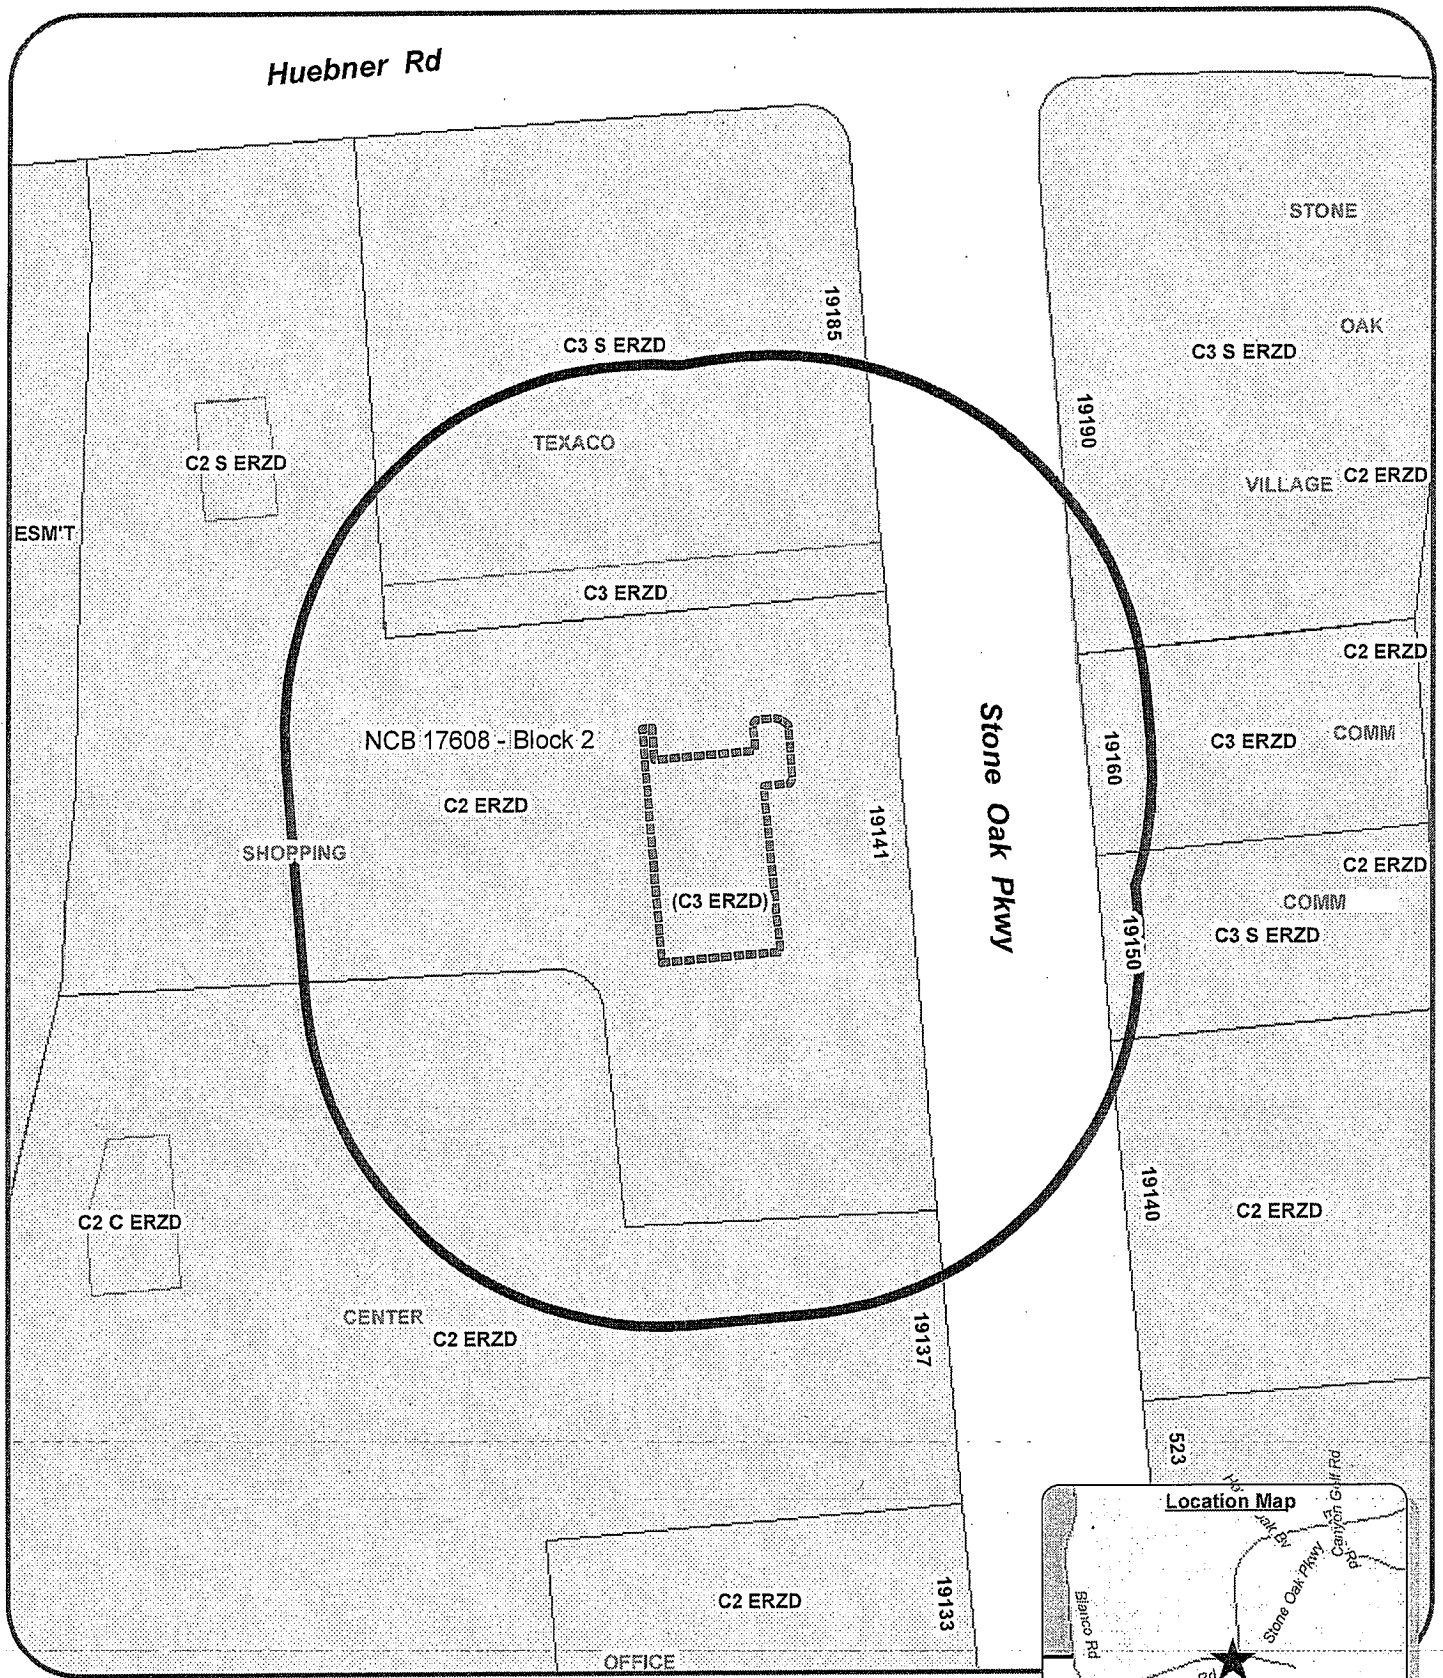 Huebner Rd
STONE
19185
OAK
C3 S ERZD
C3 S ERZD
19190
TEXACO
C2 S ERZD
VILLAGE
C2 ERZD
ESM'T
C3 ERZD
C2 ERZD
NCB 17608 - Block 2
Stone Oak Pkwy
19160
C3 ERZD
COMM
C2 ERZD
19141
SHOPPING
C2 ERZD
(C3 ERZD)
COMM
19150
C3 S ERZD
19140
C2 ERZD
C2 C ERZD
CENTER
C2 ERZD
19137
523
Location Map
Canyon Golf Rd
Stone Oak Pkwy
Rd
Blanco Rd
C2 ERZD
19133
OFFICE
Rd